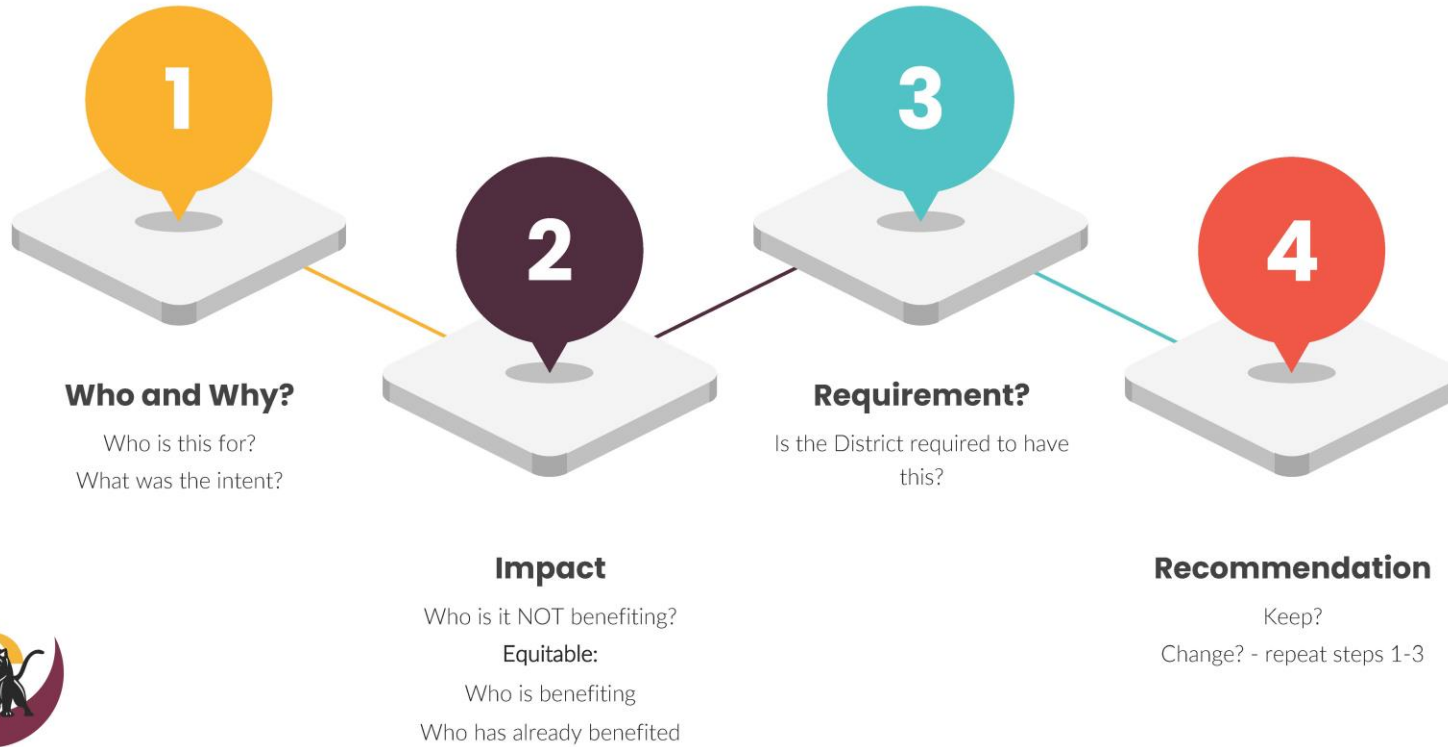 1
Who and Why?
Who is this for?
What was the intent?
2
Impact
Who is it NOT benefiting?
Equitable:
Who is benefiting
Who has already benefited
3
Requirement?
Is the District required to have
this?
4
Recommendation
Keep?
Change? - repeat steps 1-3